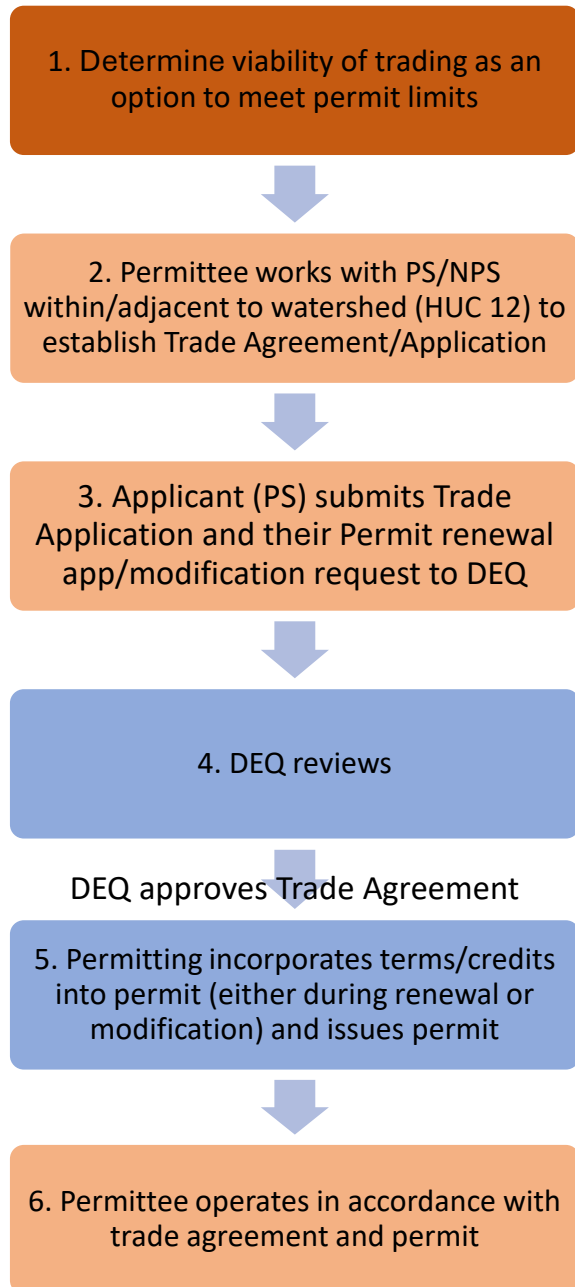 1. Determine viability of trading as an
option to meet permit limits
2. Permittee works with PS/NPS
within/adjacent to watershed (HUC 12) to
establish Trade Agreement/Application
3. Applicant (PS) submits Trade
Application and their Permit renewal
app/modification request to DEQ
4. DEQ reviews
DEQ approves Trade Agreement
5. Permitting incorporates terms/credits
into permit (either during renewal or
modification) and issues permit
6. Permittee operates in accordance with
trade agreement and permit